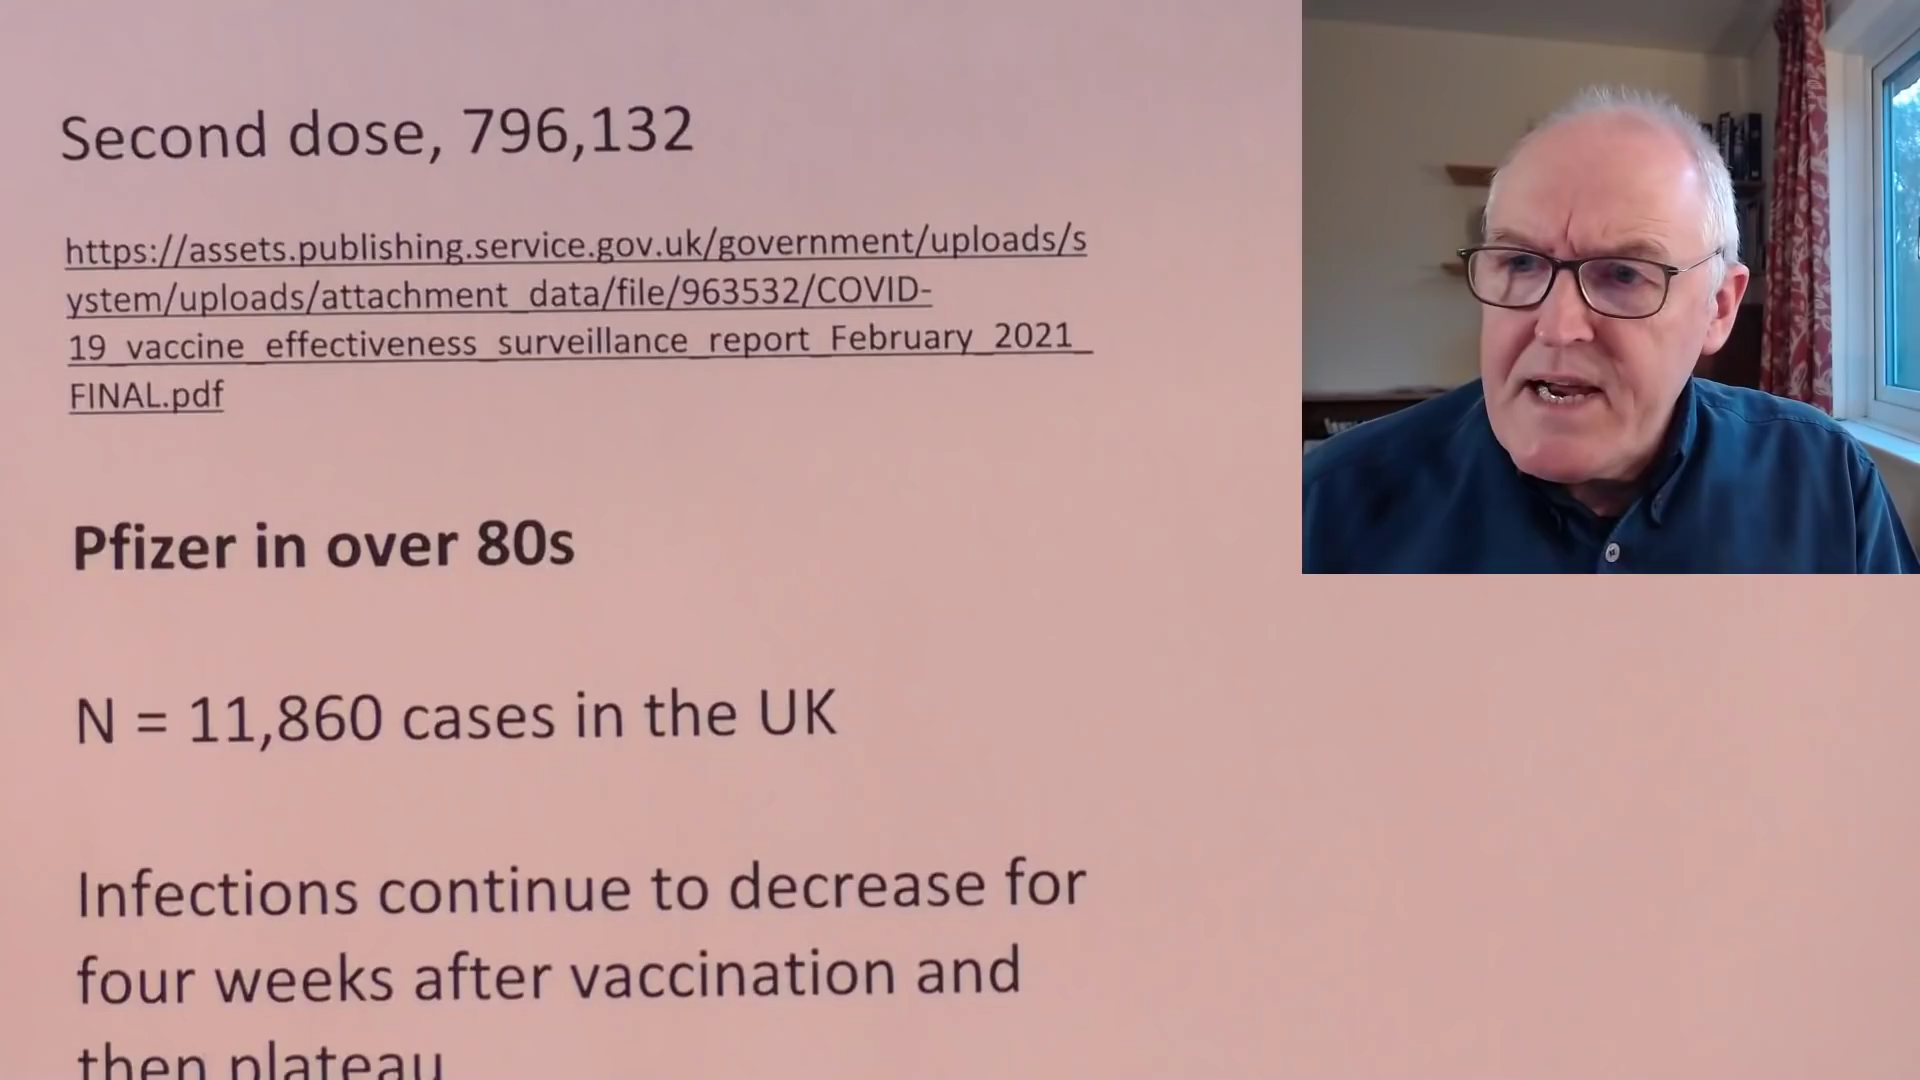 Second dose, 796,132
https://assets.publishing.service.gov.uk/government/uploads/s
ystem/uploads/attachment_data/file/963532/COVID-
19_vaccine_effectiveness_surveillance_report_February_2021_
FINAL.pdf
Pfizer in over 80s
N = 11,860 cases in the UK
Infections continue to decrease for
four weeks after vaccination and
then plateau